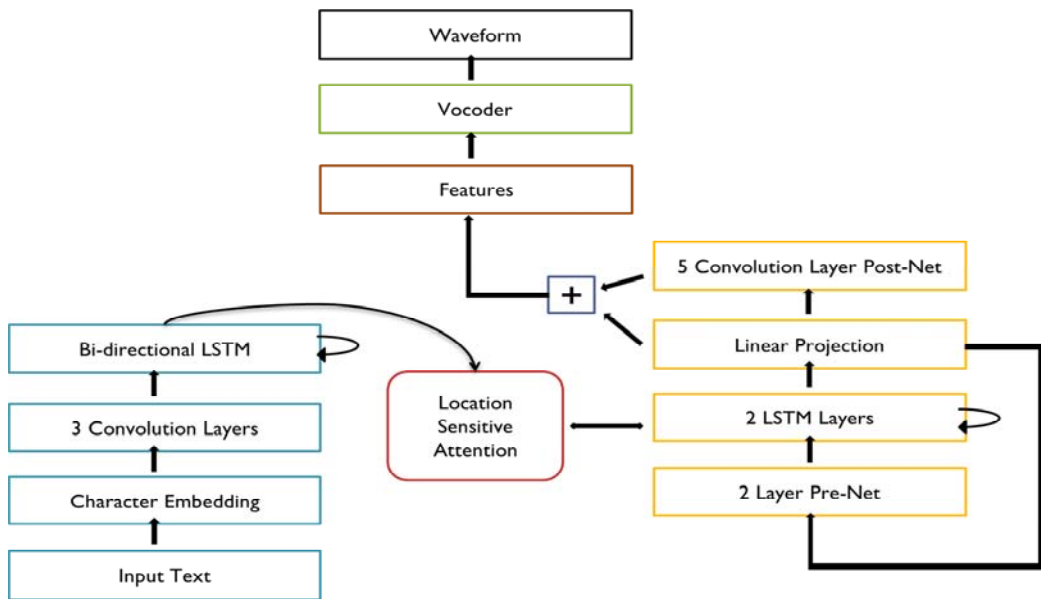 Waveform
Vocoder
Features
5 Convolution Layer Post-Net
+
Bi-directional LSTM
Linear Projection
Location
Sensitive
Attention
3 Convolution Layers
2 LSTM Layers
Character Embedding
2 Layer Pre-Net
Input Text